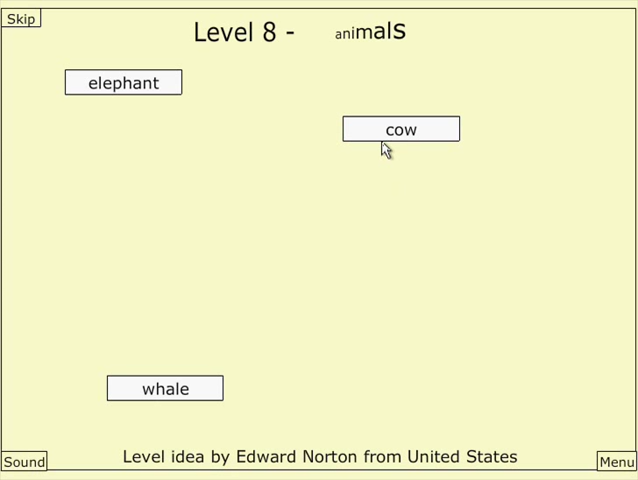 Skip
Level 8 - animals
elephant
cow
whale
Sound
Level idea by Edward Norton from United States
Menu